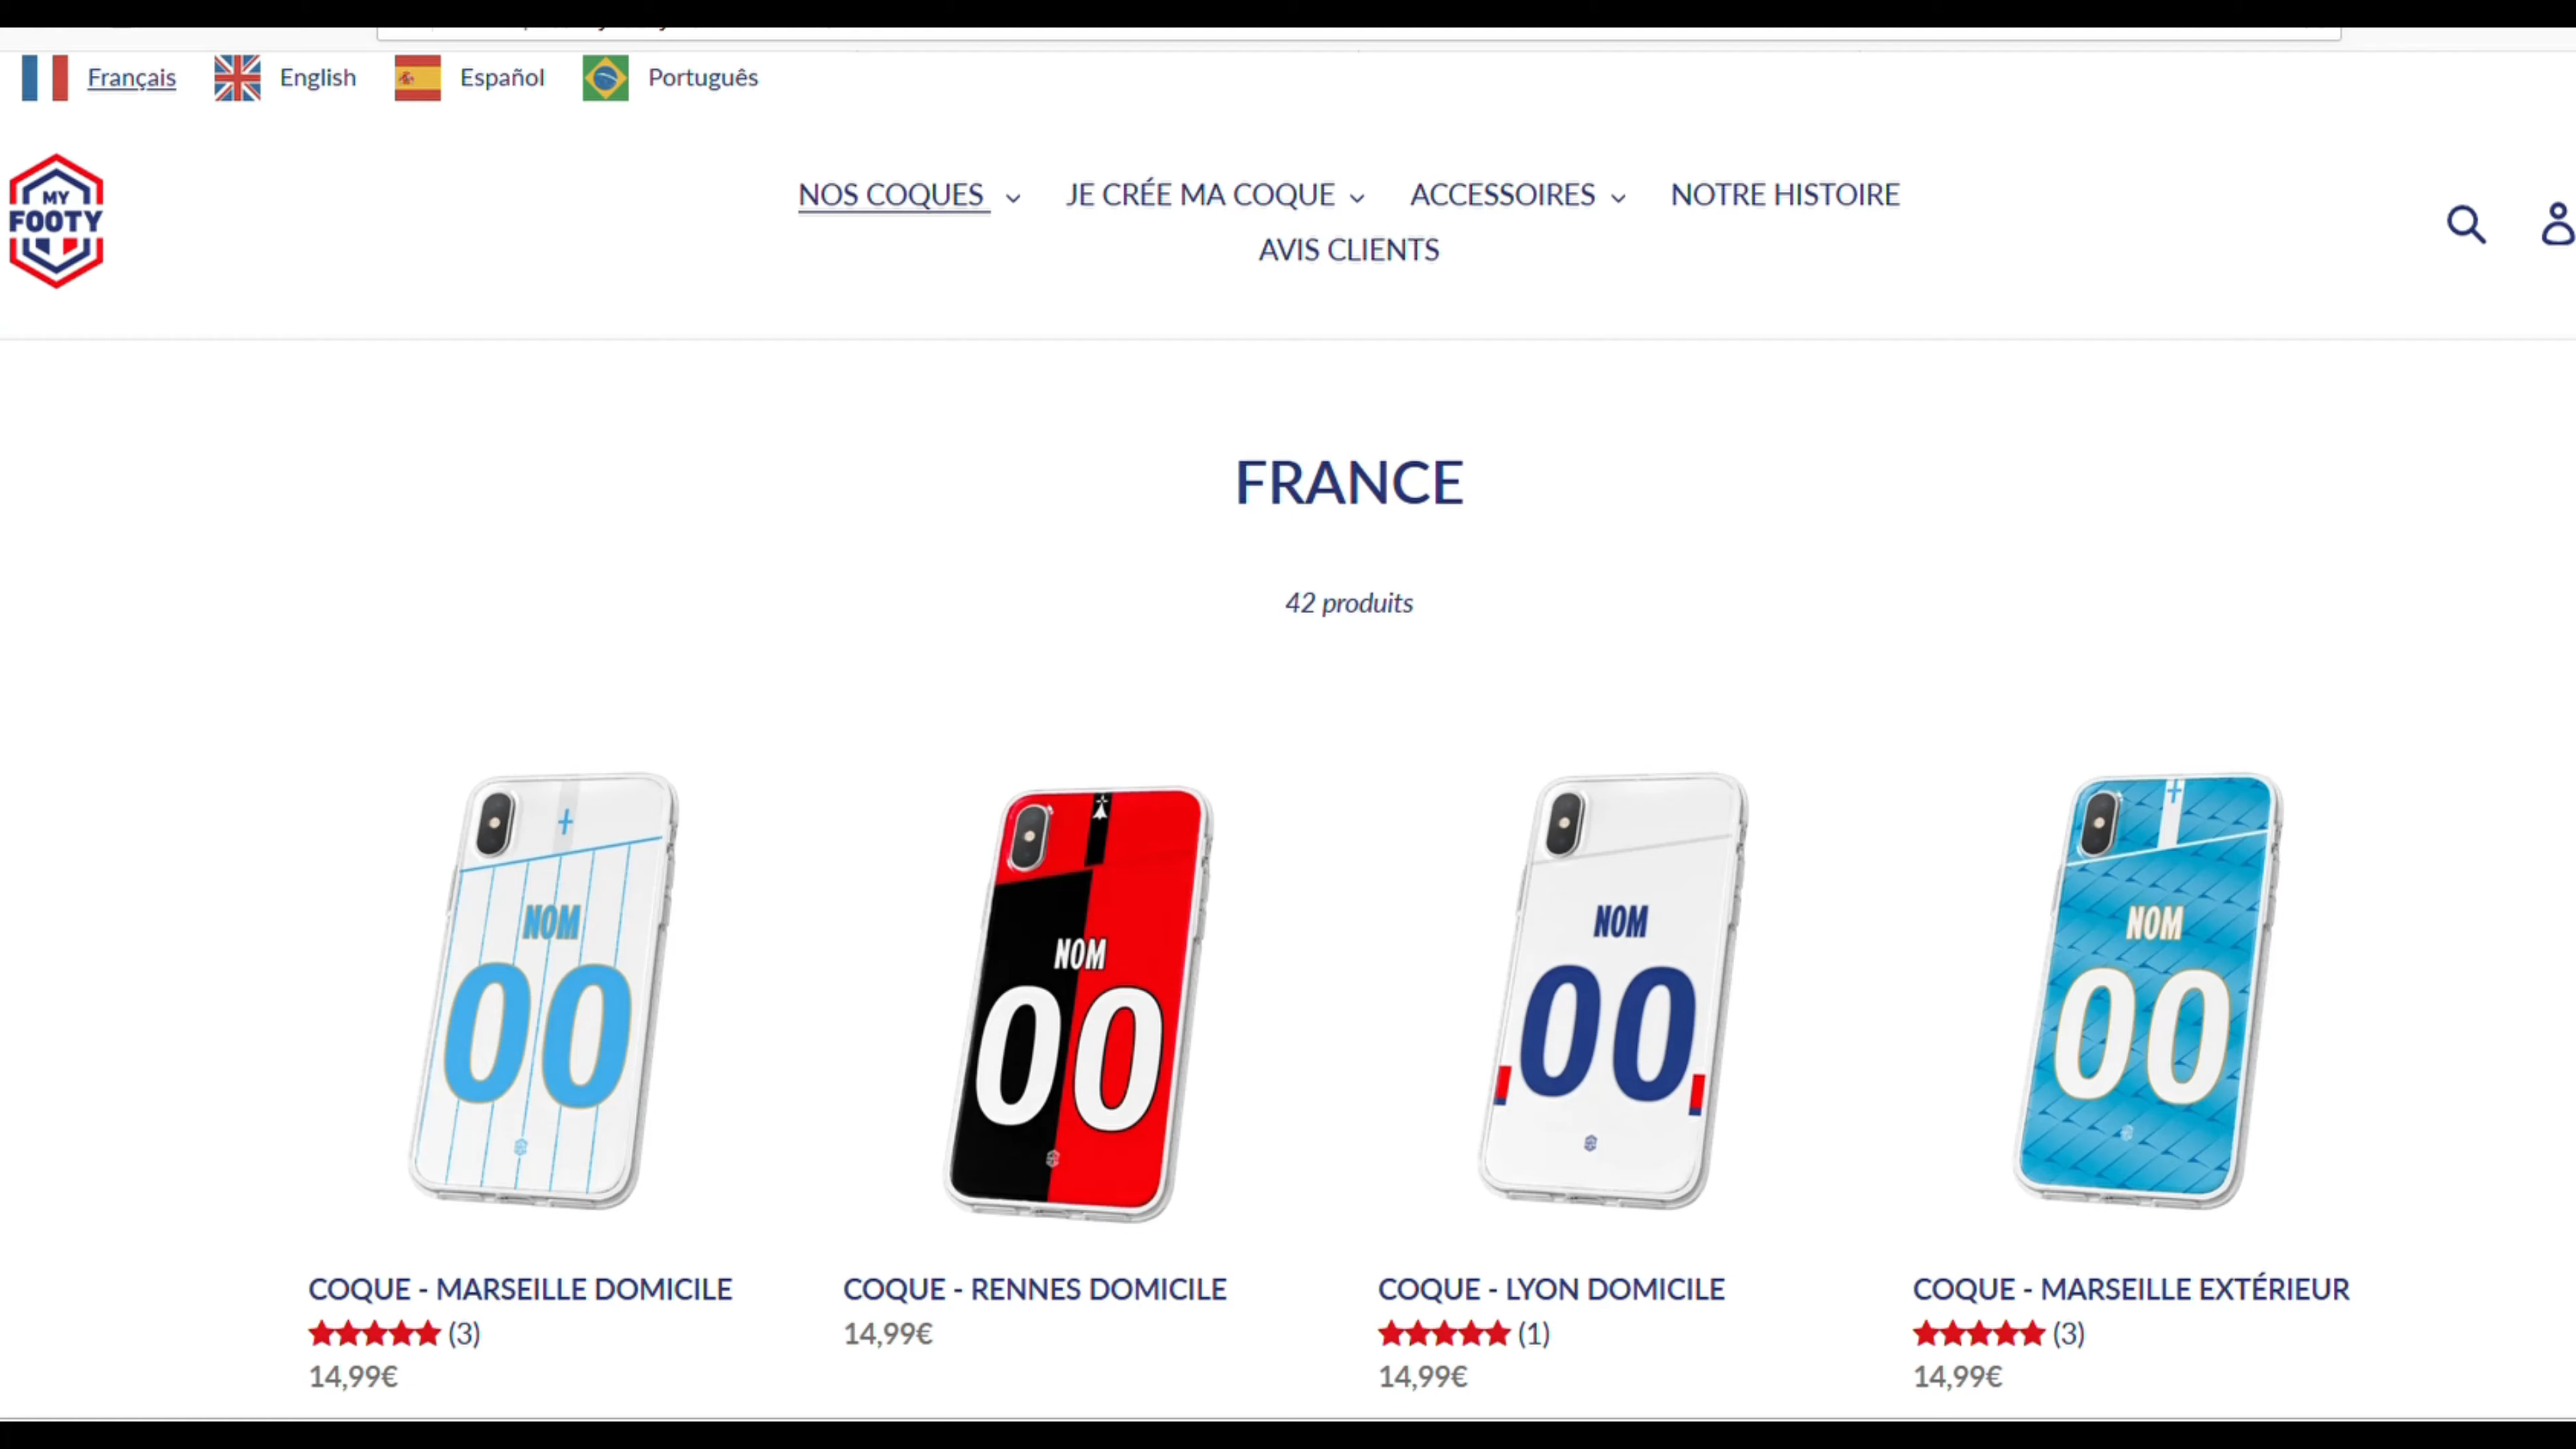 Français English Español Português
MY
FOOTY
NOS COQUES JE CRÉE MA COQUE ACCESSOIRES NOTRE HISTOIRE
AVIS CLIENTS
FRANCE
42 produits
NOM
00
NOM
00
NOM
00
NOM
00
COQUE - MARSEILLE DOMICILE
(3)
14,99€
COQUE - RENNES DOMICILE
14,99€
COQUE - LYON DOMICILE
(1)
14,99€
COQUE - MARSEILLE EXTÉRIEUR
(3)
14,99€